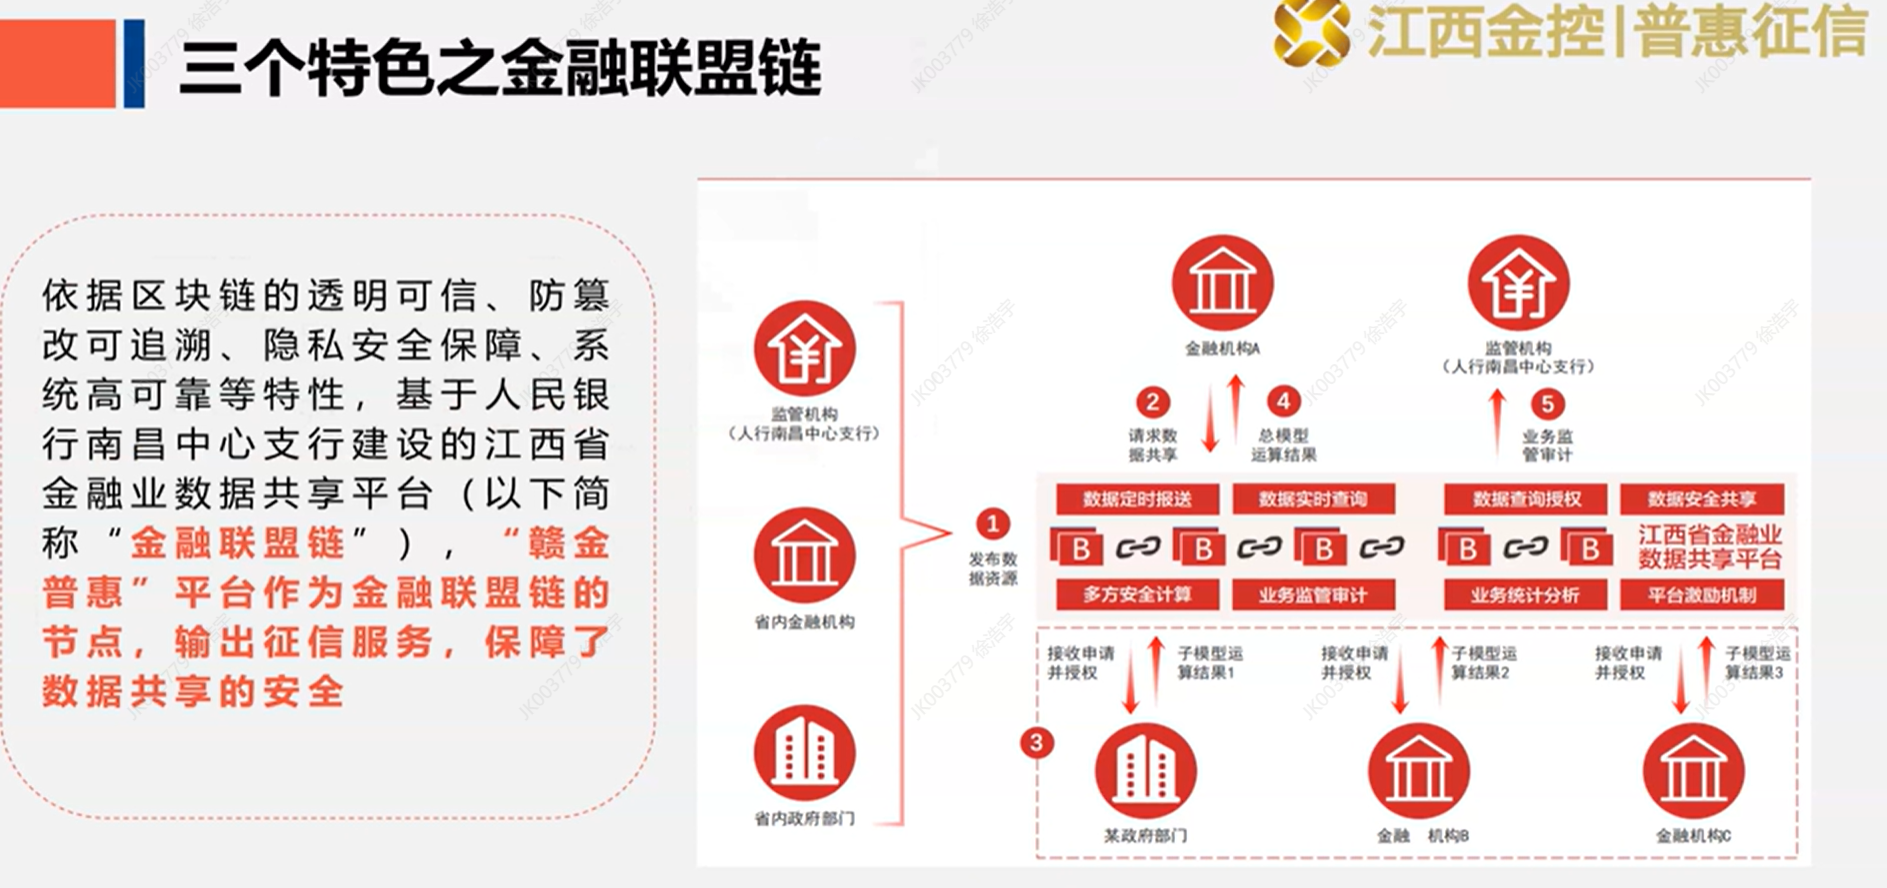 三个特色之金融联盟链
江西金控|普惠征信
依据区块链的透明可信、防篡
改可追溯、隐私安全保障、系
统高可靠等特性，基于人民银
行南昌中心支行建设的江西省
金融业数据共享平台（以下简
称“金融联盟链”），“赣金
普惠”平台作为金融联盟链的
节点，输出征信服务，保障了
数据共享的安全
监管机构
（人行南昌中心支行）
省内金融机构
省内政府部门
1
发布数
据资源
金融机构A
监管机构
（人行南昌中心支行）
2
请求数
据共享
4
总模型
运算结果
5
业务监
管审计
数据定时报送
数据实时查询
数据查询授权
数据安全共享
B
B
B
B
B
江西省金融业
数据共享平台
多方安全计算
业务监管审计
业务统计分析
平台激励机制
接收申请
并授权
子模型运
算结果1
接收申请
并授权
子模型运
算结果2
接收申请
并授权
子模型运
算结果3
3
某政府部门
金融 机构B
金融机构C
JK003779 徐浩宇